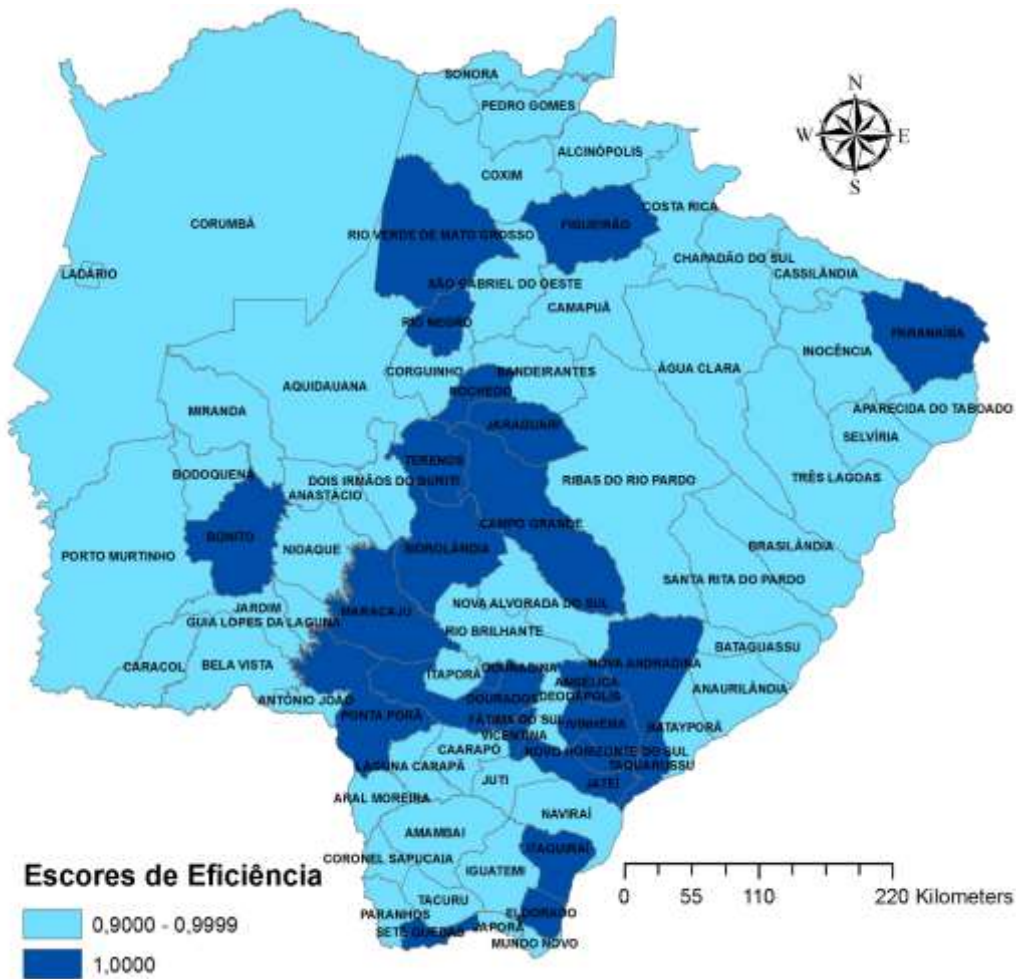 SONORA
PEDRO GOMES
N
W E
S
ALCINÓPOLIS
COXIM
COSTA RICA
CORUMBÁ
FIGUEIRÃO
RIO VERDE DE MATO GROSSO
CHAPADÃO DO SUL
LADÁRIO
CASSILÂNDIA
SÃO GABRIEL DO OESTE
CAMAPUÃ
RIO NEGRO
PARANAÍBA
INOCÊNCIA
ÁGUA CLARA
CORGUINHO
BANDEIRANTES
AQUIDAUANA
ROCHEDO
MIRANDA
APARECIDA DO TABOADO
JARAGUARI
SELVÍRIA
TERENOS
BODOQUENA
DOIS IRMÃOS DO BURITI
RIBAS DO RIO PARDO
TRÊS LAGOAS
ANASTÁCIO
CAMPO GRANDE
BONITO
BRASILÂNDIA
PORTO MURTINHO
NIOAQUE
SIDROLÂNDIA
SANTA RITA DO PARDO
JARDIM
MARACAJU
NOVA ALVORADA DO SUL
GUIA LOPES DA LAGUNA
RIO BRILHANTE
BATAGUASSU
CARACOL
BELA VISTA
ITAPORÃ
DOURADINA
NOVA ANDRADINA
ANGÉLICA
ANAURILÂNDIA
ANTÔNIO JOÃO
DOURADOS
DEODÁPOLIS
PONTA PORÃ
FÁTIMA DO SUL
IVINHEMA
BATAYPORÃ
VICENTINA
CAARAPÓ
NOVO HORIZONTE DO SUL
LAGUNA CARAPÃ
TAQUARUSSU
JUTI
JATEÍ
ARAL MOREIRA
NAVIRAÍ
AMAMBAI
ITAQUIRAÍ
CORONEL SAPUCAIA
IGUATEMI
TACURU
PARANHOS
ELDORADO
SETE QUEDAS
JAPORÃ
MUNDO NOVO
0 55 110 220 Kilometers
Escores de Eficiência
0,9000 - 0,9999
1,0000